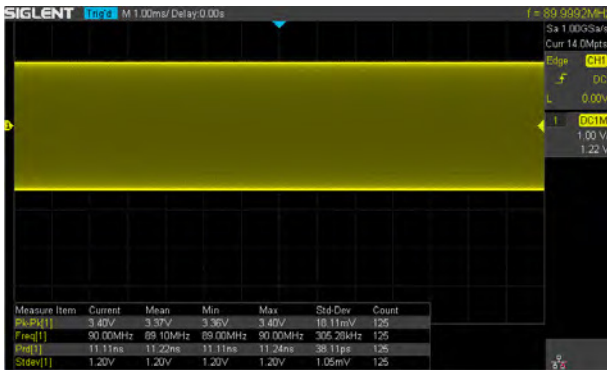 SIGLENT Trig'd M 1.00ms/ Delay:0.00s f = 89.9992MHz
Sa 1.00GSa/s
Curr 14.0Mpts
Edge CH1
DC
L 0.00V
1 DC1M
1.00 V/
1.22 V
1
Measure Item Current Mean Min Max Std-Dev Count
Pk-Pk[1] 3.40V 3.37V 3.36V 3.40V 18.11mV 125
Freq[1] 90.00MHz 89.10MHz 89.00MHz 90.00MHz 305.28kHz 125
Prd[1] 11.11ns 11.22ns 11.11ns 11.24ns 38.11ps 125
Stdev[1] 1.20V 1.20V 1.20V 1.20V 1.05mV 125